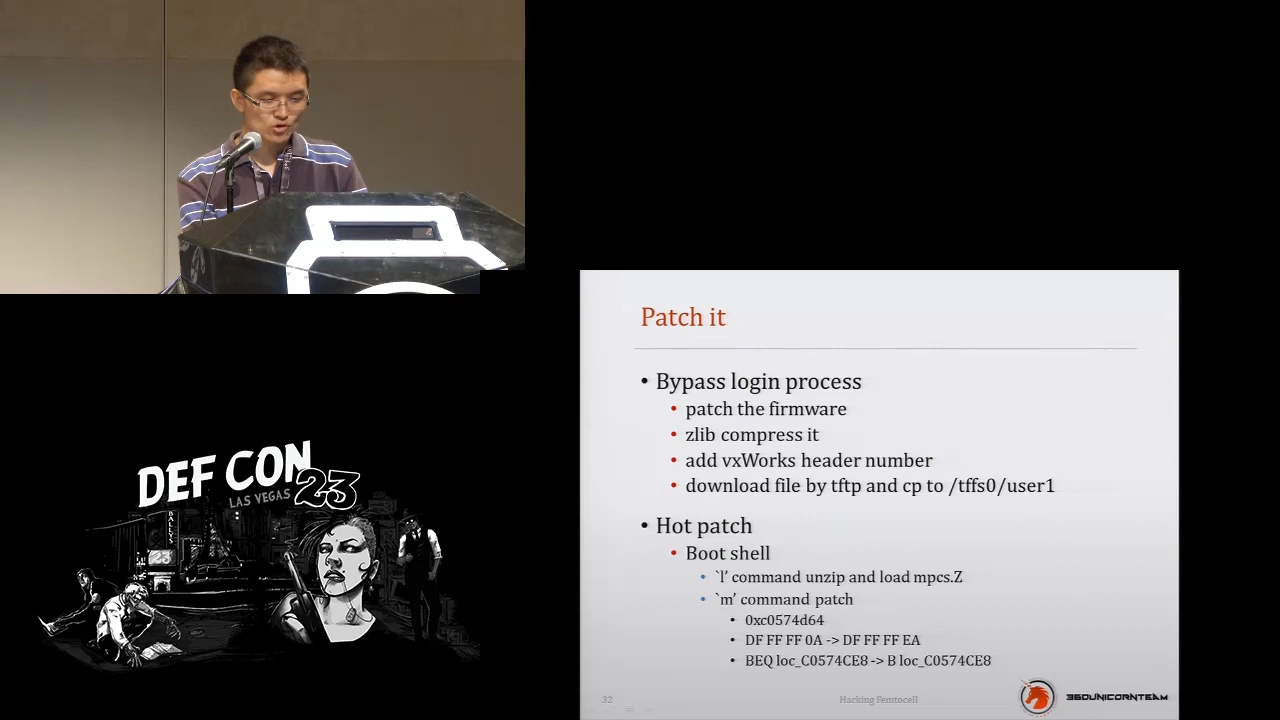 Patch it
• Bypass login process
• patch the firmware
• zlib compress it
• add vxWorks header number
• download file by tftp and cp to /tffs0/user1
• Hot patch
• Boot shell
• `l’ command unzip and load mpcs.Z
• `m’ command patch
• 0xc0574d64
• DF FF FF 0A -> DF FF FF EA
• BEQ loc_C0574CE8 -> B loc_C0574CE8
32
Hacking Femtocell
360UNICORNTEAM
DEF CON
LAS VEGAS 23
BALLYS